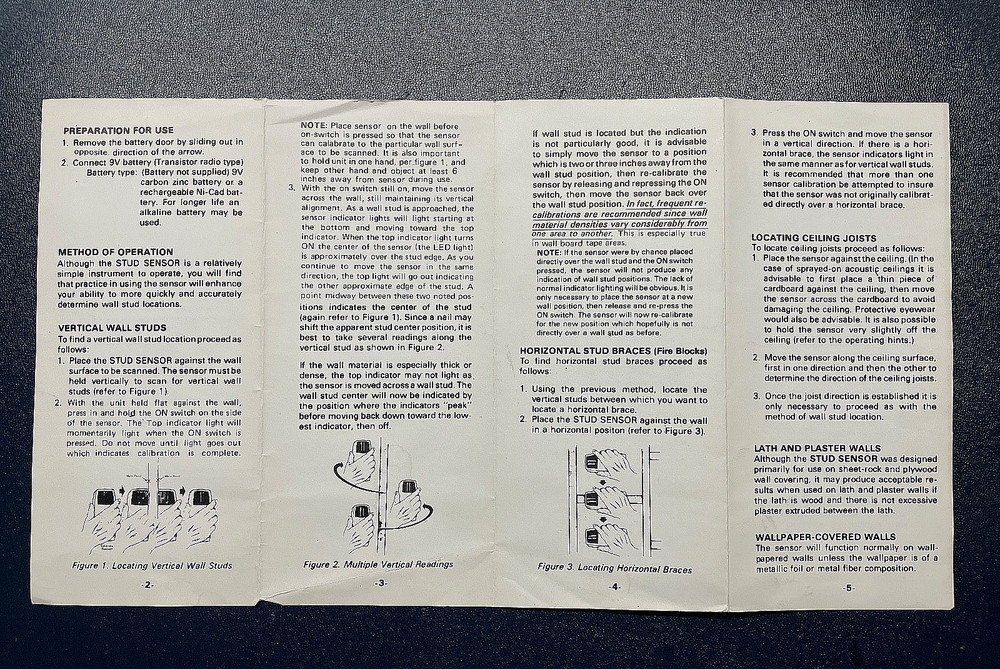 PREPARATION FOR USE
1. Remove the battery door by sliding out in
opposite direction of the arrow.
2. Connect 9V battery (Transistor radio type)
Battery type: (Battery not supplied) 9V
carbon zinc battery or a
rechargeable Ni-Cad bat-
tery. For longer life an
alkaline battery may be
used.
METHOD OF OPERATION
Although the STUD SENSOR is a relatively
simple instrument to operate, you will find
that practice in using the sensor will enhance
your ability to more quickly and accurately
determine wall stud locations.
VERTICAL WALL STUDS
To find a vertical wall stud location proceed as
follows:
1. Place the STUD SENSOR against the wall
surface to be scanned. The sensor must be
held vertically to scan for vertical wall
studs (refer to Figure 1)
2. With the unit held flat against the wall,
press in and hold the ON switch on the side
of the sensor. The Top indicator light will
momentarily light when the ON switch is
pressed. Do not move until light goes out
which indicates calibration is complete.
Figure 1. Locating Vertical Wall Studs
-2-
NOTE: Place sensor on the wall before
on-switch is pressed so that the sensor
can calabrate to the particular wall surf-
ace to be scanned. It is also important
to hold unit in one hand, per figure 1, and
keep other hand and object at least 6
inches away from sensor during use.
3. With the on switch still on, move the sensor
across the wall, still maintaining its vertical
alignment. As a wall stud is approached, the
sensor indicator lights will light starting at
the bottom and moving toward the top
indicator. When the top indicator light turns
ON the center of the sensor (the LED light)
is approximately over the stud edge. As you
continue to move the sensor in the same
direction, the top light will go out indicating
the other approximate edge of the stud. A
point midway between these two noted pos-
itions indicates the center of the stud
(again refer to Figure 1). Since a nail may
shift the apparent stud center position, it is
best to take several readings along the
vertical stud as shown in Figure 2.
If the wall material is especially thick or
dense, the top indicator may not light as
the sensor is moved across a wall stud. The
wall stud center will now be indicated by
the position where the indicators "peak"
before moving back down toward the low-
est indicator, then off.
Figure 2. Multiple Vertical Readings
-3-
If wall stud is located but the indication
is not particularly good, it is advisable
to simply move the sensor to a position
which is two or three inches away from the
wall stud position, then re-calibrate the
sensor by releasing and repressing the ON
switch, then move the sensor back over
the wall stud position. In fact, frequent re-
calibrations are recommended since wall
material densities vary considerably from
one area to another. This is especially true
in wall board tape areas.
NOTE: If the sensor were by chance placed
directly over the wall stud and the ON switch
pressed, the sensor will not produce any
indication of wall stud positions. The lack of
normal indicator lighting will be obvious. It is
only necessary to place the sensor at a new
wall position, then release and re-press the
ON switch. The sensor will now re-calibrate
for the new position which hopefully is not
directly over a wall stud as before.
HORIZONTAL STUD BRACES (Fire Blocks)
To find horizontal stud braces proceed as
follows:
1. Using the previous method, locate the
vertical studs between which you want to
locate a horizontal brace.
2. Place the STUD SENSOR against the wall
in a horizontal positon (refer to Figure 3).
Figure 3. Locating Horizontal Braces
-4-
3. Press the ON switch and move the sensor
in a vertical direction. If there is a hori-
zontal brace, the sensor indicators light in
the same manner as for vertical wall studs.
It is recommended that more than one
sensor calibration be attempted to insure
that the sensor was not originally calibrat-
ed directly over a horizontal brace.
LOCATING CEILING JOISTS
To locate ceiling joists proceed as follows:
1. Place the sensor against the ceiling. (In the
case of sprayed-on acoustic ceilings it is
advisable to first place a thin piece of
cardboard against the ceiling, then move
the sensor across the cardboard to avoid
damaging the ceiling. Protective eyewear
would also be advisable. It is also possible
to hold the sensor very slightly off the
ceiling (refer to the operating hints.)
2. Move the sensor along the ceiling surface,
first in one direction and then the other to
determine the direction of the ceiling joists.
3. Once the joist direction is established it is
only necessary to proceed as with the
method of wall stud location.
LATH AND PLASTER WALLS
Although the STUD SENSOR was designed
primarily for use on sheet-rock and plywood
wall covering, it may produce acceptable re-
sults when used on lath and plaster walls if
the lath is wood and there is not excessive
plaster extruded between the lath.
WALLPAPER-COVERED WALLS
The sensor will function normally on wall-
papered walls unless the wallpaper is of a
metallic foil or metal fiber composition.
-5-